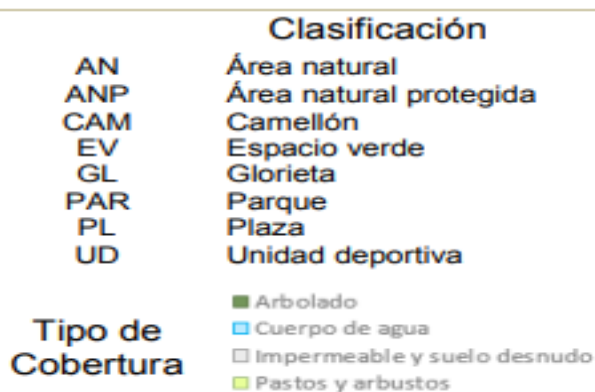 Clasificación
AN Área natural
ANP Área natural protegida
CAM Camellón
EV Espacio verde
GL Glorieta
PAR Parque
PL Plaza
UD Unidad deportiva
Tipo de Cobertura
Arbolado
Cuerpo de agua
Impermeable y suelo desnudo
Pastos y arbustos